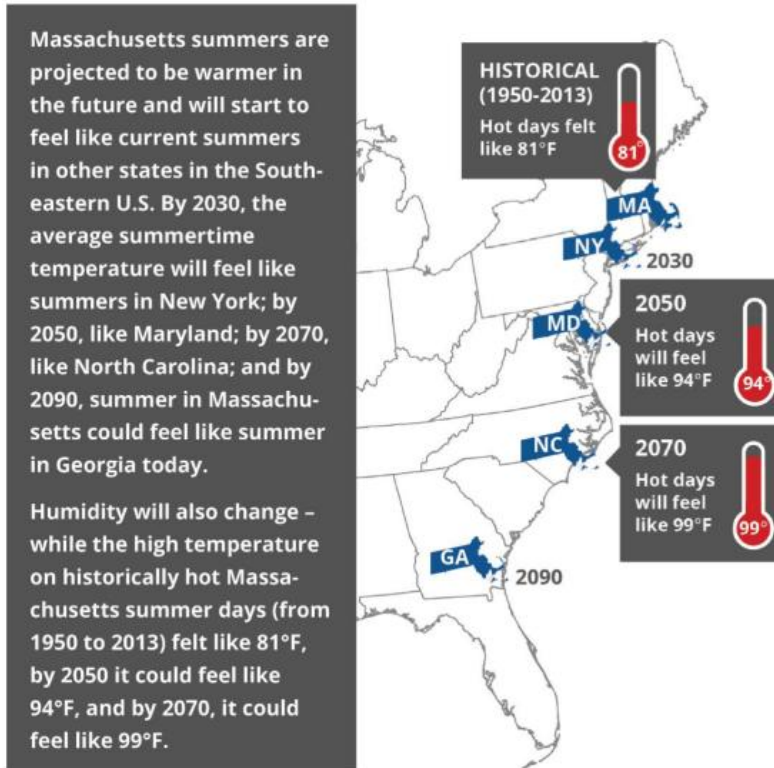 Massachusetts summers are
projected to be warmer in
the future and will start to
feel like current summers
in other states in the South-
eastern U.S. By 2030, the
average summertime
temperature will feel like
summers in New York; by
2050, like Maryland; by 2070,
like North Carolina; and by
2090, summer in Massachu-
setts could feel like summer
in Georgia today.
Humidity will also change –
while the high temperature
on historically hot Massa-
chusetts summer days (from
1950 to 2013) felt like 81°F,
by 2050 it could feel like
94°F, and by 2070, it could
feel like 99°F.
HISTORICAL
(1950-2013)
Hot days felt
like 81°F
81°
MA
NY
2030
MD
2050
Hot days
will feel
like 94°F
94°
NC
2070
Hot days
will feel
like 99°F
99°
GA
2090